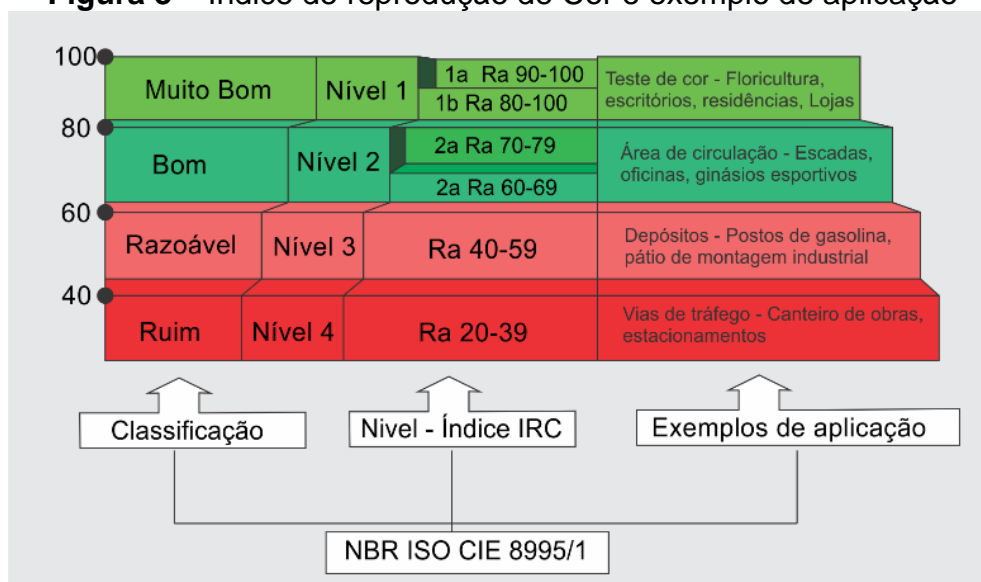 100
Muito Bom
Nível 1
1a Ra 90-100
1b Ra 80-100
Teste de cor - Floricultura,
escritórios, residências, Lojas
80
Bom
Nível 2
2a Ra 70-79
2a Ra 60-69
Área de circulação - Escadas,
oficinas, ginásios esportivos
60
Razoável
Nível 3
Ra 40-59
Depósitos - Postos de gasolina,
pátio de montagem industrial
40
Ruim
Nível 4
Ra 20-39
Vias de tráfego - Canteiro de obras,
estacionamentos
Classificação
Nivel - Índice IRC
Exemplos de aplicação
NBR ISO CIE 8995/1